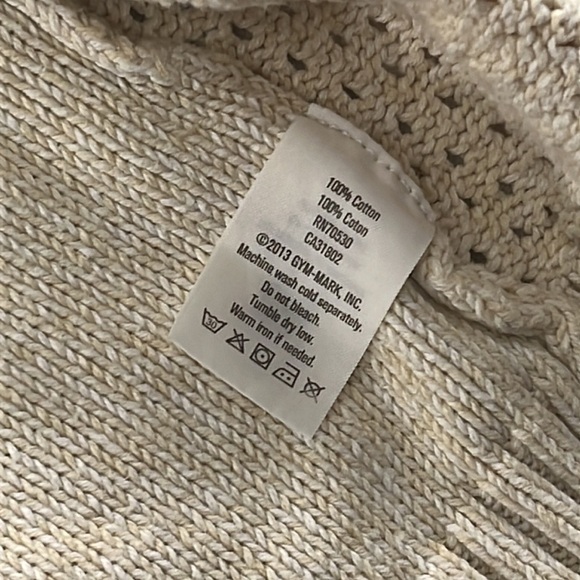 100% Cotton
100% Coton
RN70530
CA31802
©2013 GYM-MARK, INC.
Machine wash cold separately.
Do not bleach.
Tumble dry low.
Warm iron if needed.
30